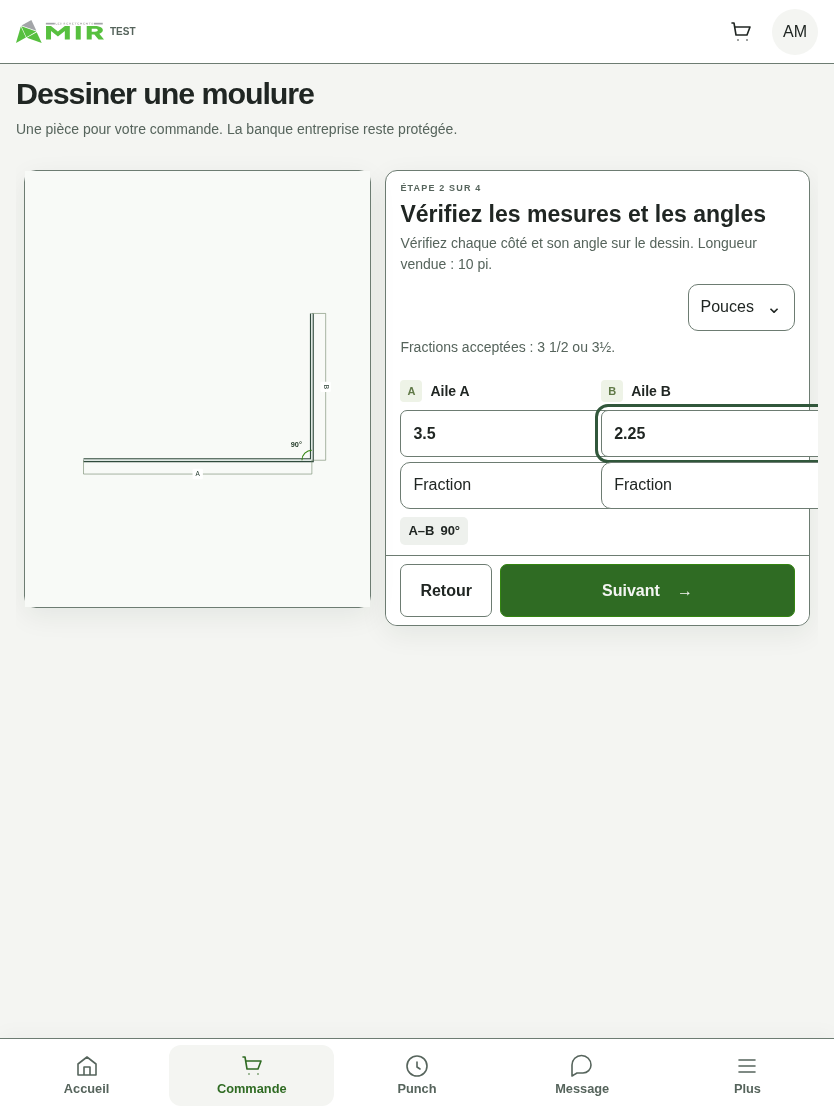 MIR TEST
AM
Dessiner une moulure
Une pièce pour votre commande. La banque entreprise reste protégée.
90°
B
A
ÉTAPE 2 SUR 4
Vérifiez les mesures et les angles
Vérifiez chaque côté et son angle sur le dessin. Longueur
vendue : 10 pi.
Pouces
Fractions acceptées : 3 1/2 ou 3½.
A Aile A
B Aile B
3.5
2.25
Fraction
Fraction
A–B 90°
Retour
Suivant →
Accueil
Commande
Punch
Message
Plus